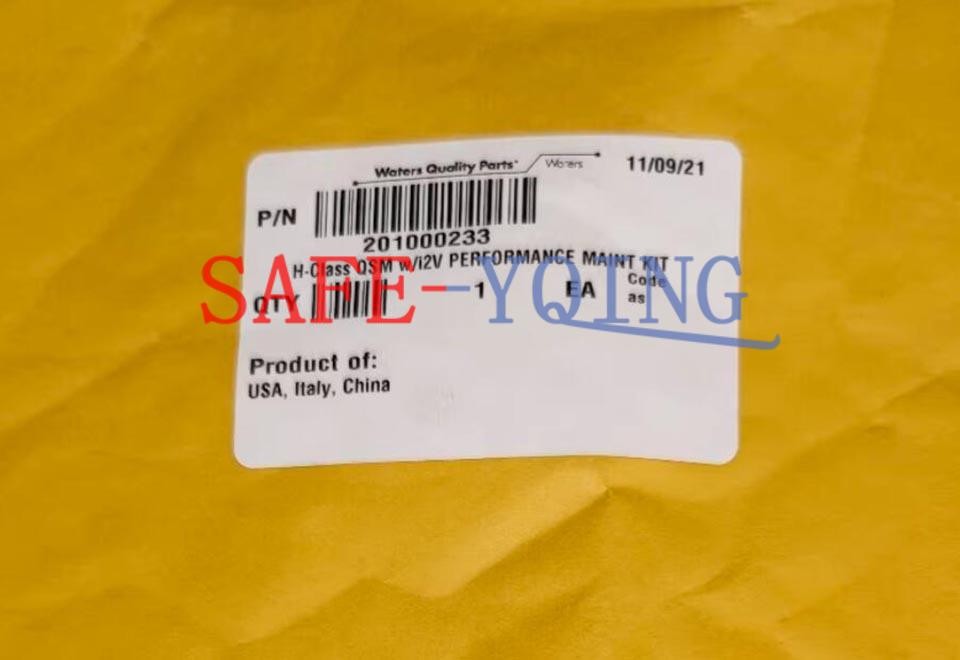 Waters Quality Parts Waters 11/09/21
P/N
201000233
H-Class QSM w/i2V PERFORMANCE MAINT KIT
QTY 1 EA Code
as
SAFE-YQING
Product of:
USA, Italy, China